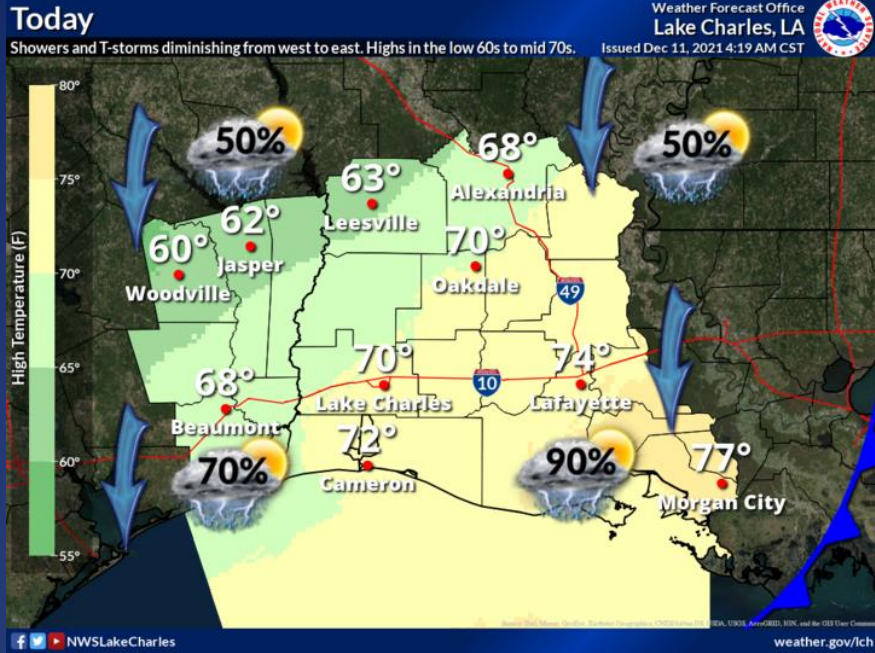 Today
Showers and T-storms diminishing from west to east. Highs in the low 60s to mid 70s.
Weather Forecast Office
Lake Charles, LA
Issued Dec 11, 2021 4:19 AM CST
NATIONAL WEATHER SERVICE
High Temperature (F)
80°
75°
70°
65°
60°
55°
50%
50%
68°
Alexandria
63°
Leesville
62°
Jasper
60°
Woodville
70°
Oakdale
49
70°
Lake Charles
10
74°
Lafayette
68°
Beaumont
72°
Cameron
70%
90%
77°
Morgan City
NWSLakeCharles
weather.gov/lch